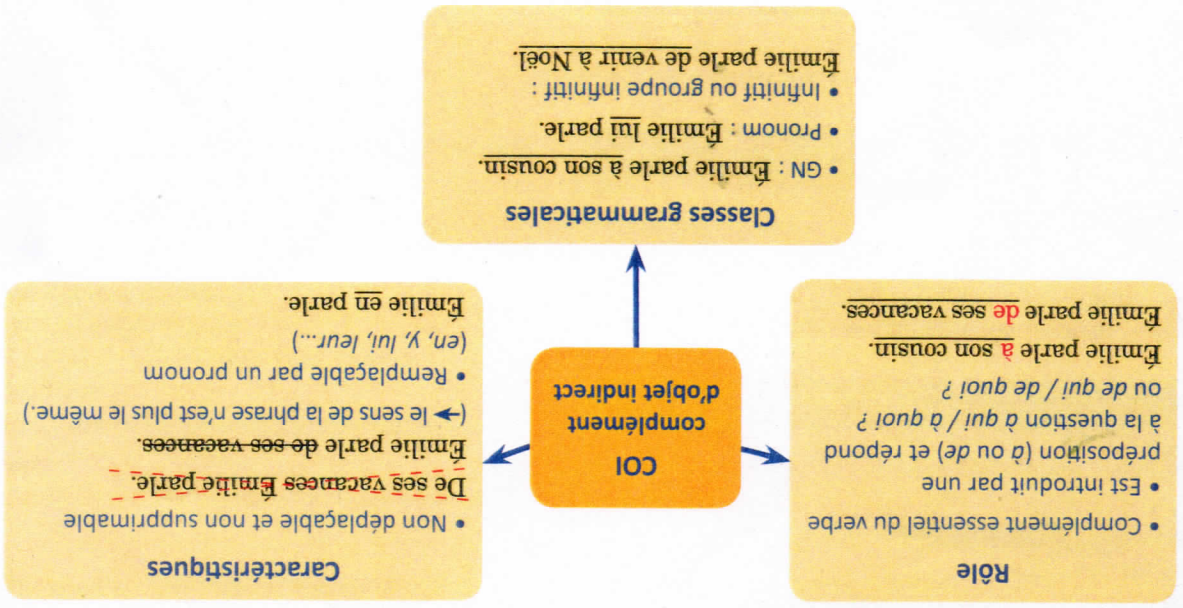 Rôle
• Complément essentiel du verbe
• Est introduit par une
préposition (à ou de) et répond
à la question à qui / à quoi ?
ou de qui / de quoi ?
Émilie parle à son cousin.
Émilie parle de ses vacances.
COI
complément
d'objet indirect
Caractéristiques
• Non déplaçable et non supprimable
De ses vacances Émilie parle.
Émilie parle de ses vacances.
(→ le sens de la phrase n'est plus le même.)
• Remplaçable par un pronom
(en, y, lui, leur...)
Émilie en parle.
Classes grammaticales
• GN : Émilie parle à son cousin.
• Pronom : Émilie lui parle.
• Infinitif ou groupe infinitif :
Émilie parle de venir à Noël.